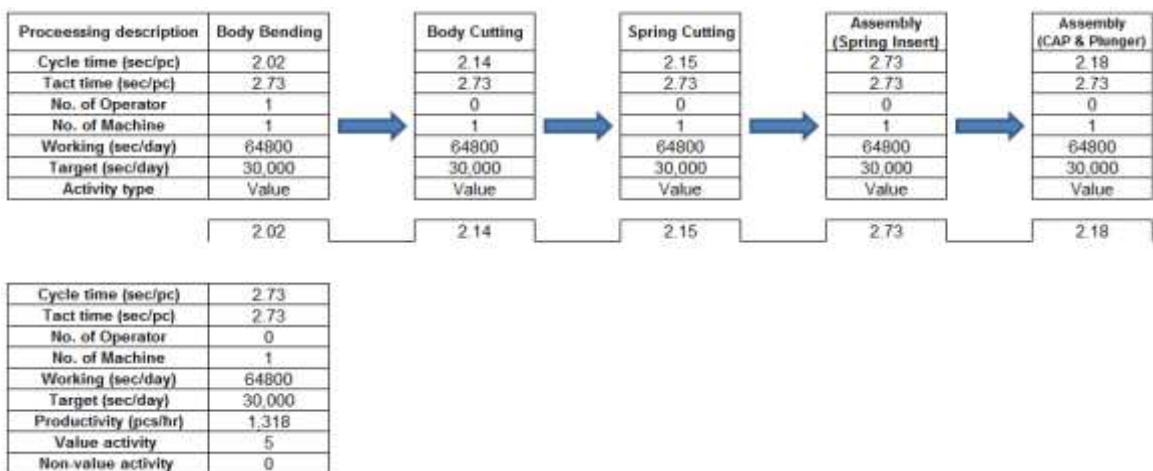 Proceessing description Body Bending Body Cutting Spring Cutting Assembly (Spring Insert) Assembly (CAP & Plunger)
Cycle time (sec/pc) 2.02 2.14 2.15 2.73 2.18
Tact time (sec/pc) 2.73 2.73 2.73 2.73 2.73
No. of Operator 1 0 0 0 0
No. of Machine 1 1 1 1 1
Working (sec/day) 64800 64800 64800 64800 64800
Target (sec/day) 30,000 30,000 30,000 30,000 30,000
Activity type Value Value Value Value Value
2.02 2.14 2.15 2.73 2.18
Cycle time (sec/pc) 2.73
Tact time (sec/pc) 2.73
No. of Operator 0
No. of Machine 1
Working (sec/day) 64800
Target (sec/day) 30,000
Productivity (pcs/hr) 1,318
Value activity 5
Non-value activity 0